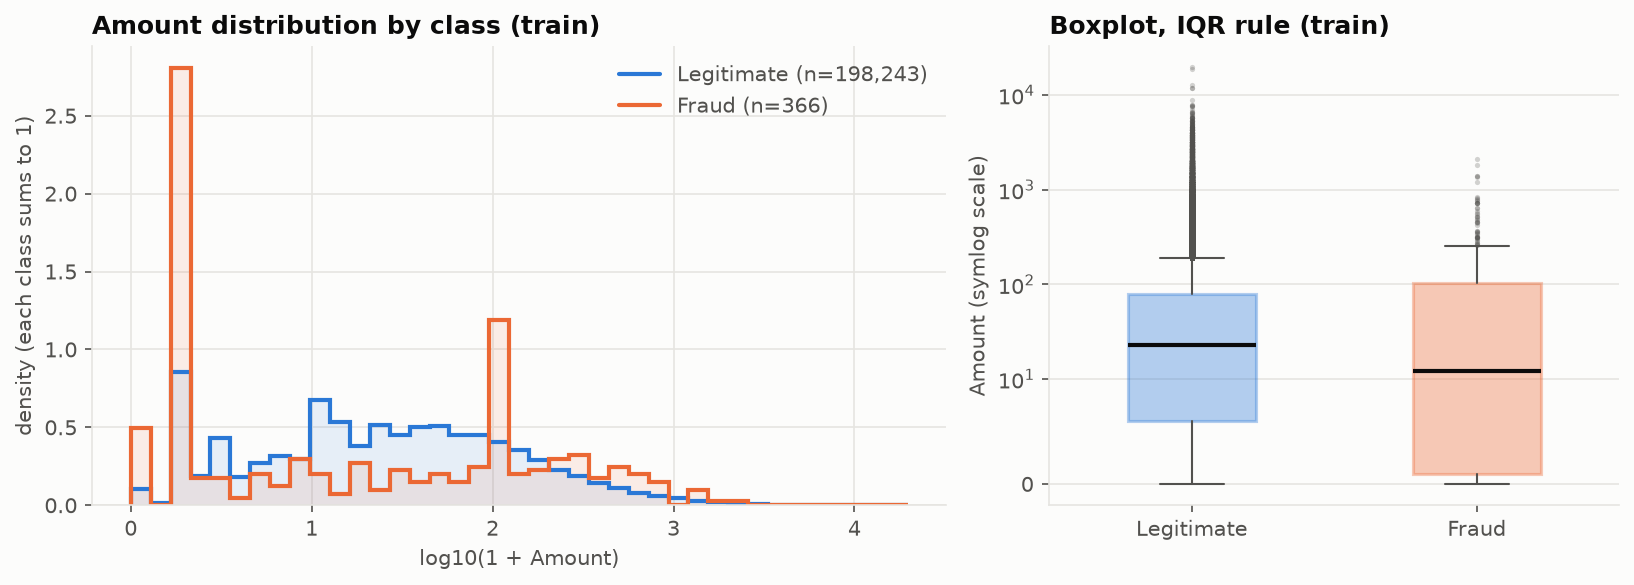 Amount distribution by class (train)
density (each class sums to 1)
2.5
2.0
1.5
1.0
0.5
0.0
Legitimate (n=198,243)
Fraud (n=366)
0 1 2 3 4
log10(1 + Amount)
Boxplot, IQR rule (train)
Amount (symlog scale)
10⁴
10³
10²
10¹
0
Legitimate Fraud